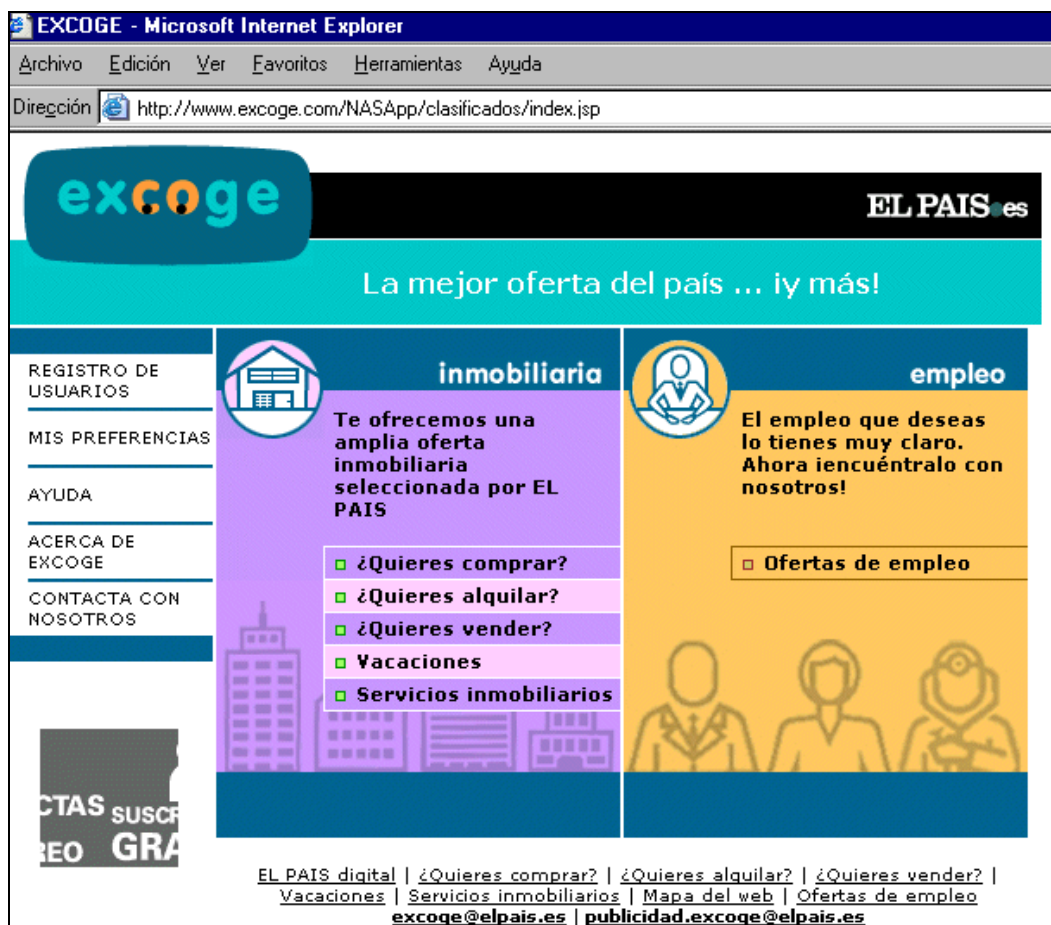 EXCOGE - Microsoft Internet Explorer
Archivo Edición Ver Favoritos Herramientas Ayuda
Dirección http://www.excoge.com/NASApp/clasificados/index.jsp
excoge
EL PAIS.es
La mejor oferta del país ... ¡y más!
REGISTRO DE
USUARIOS
MIS PREFERENCIAS
AYUDA
ACERCA DE
EXCOGE
CONTACTA CON
NOSOTROS
inmobiliaria
Te ofrecemos una
amplia oferta
inmobiliaria
seleccionada por EL
PAIS
¿Quieres comprar?
¿Quieres alquilar?
¿Quieres vender?
Vacaciones
Servicios inmobiliarios
empleo
El empleo que deseas
lo tienes muy claro.
Ahora ¡encuéntralo con
nosotros!
Ofertas de empleo
CTAS SUSCR
REO GRA
EL PAIS digital | ¿Quieres comprar? | ¿Quieres alquilar? | ¿Quieres vender? |
Vacaciones | Servicios inmobiliarios | Mapa del web | Ofertas de empleo
excoge@elpais.es | publicidad.excoge@elpais.es